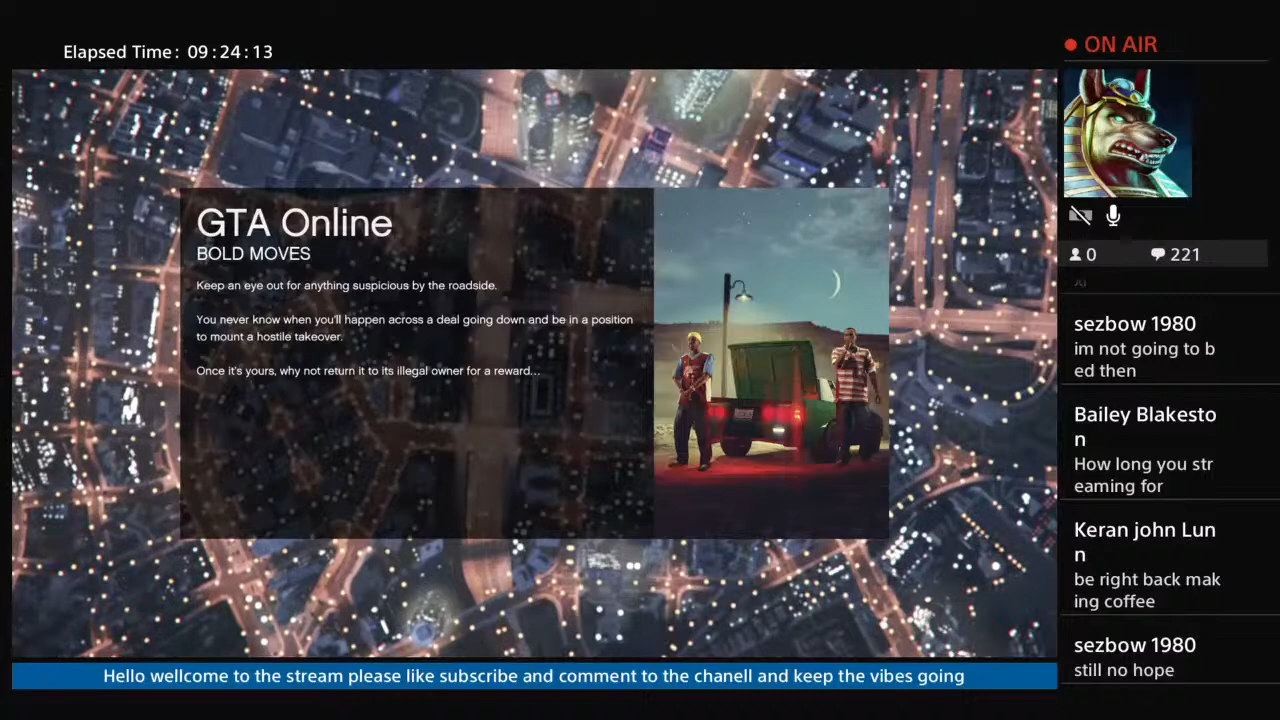 Elapsed Time: 09:24:13
ON AIR
GTA Online
BOLD MOVES
Keep an eye out for anything suspicious by the roadside.
You never know when you'll happen across a deal going down and be in a position
to mount a hostile takeover.
Once it's yours, why not return it to its illegal owner for a reward...
0
221
sezbow 1980
im not going to b
ed then
Bailey Blakesto
n
How long you str
eaming for
Keran john Lun
n
be right back mak
ing coffee
sezbow 1980
still no hope
Hello wellcome to the stream please like subscribe and comment to the chanell and keep the vibes going